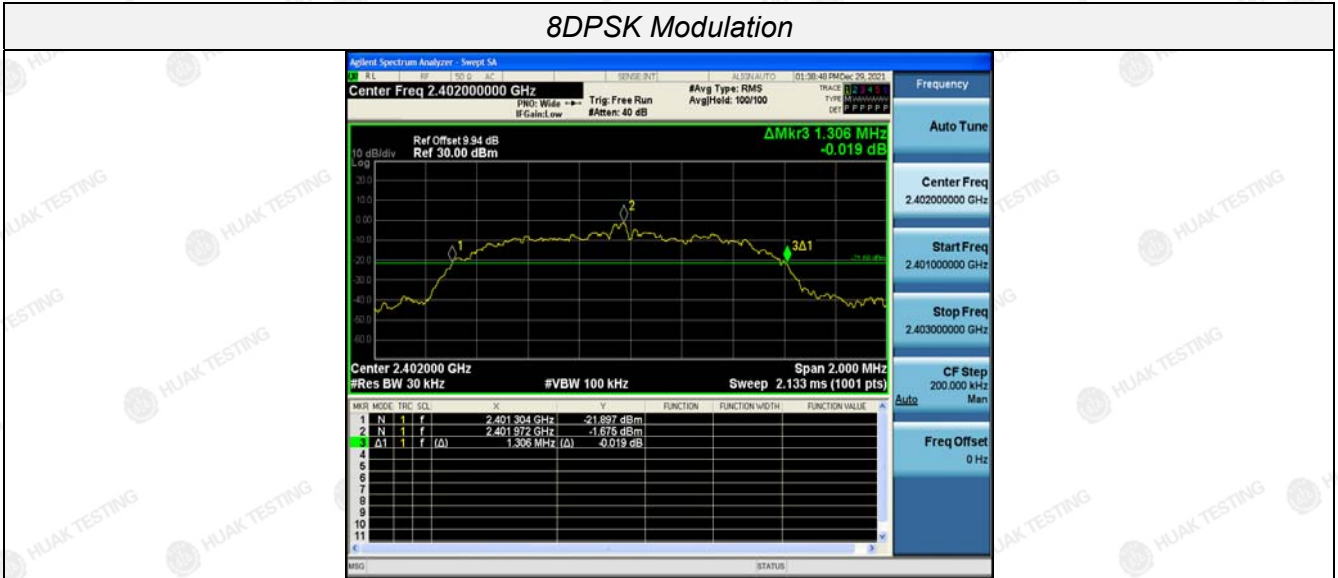 8DPSK Modulation
Agilent Spectrum Analyzer - Swept SA
RL RF 50 Ω AC SENSE:INT ALIGN AUTO 01:38:48 PM Dec 29, 2021
Center Freq 2.402000000 GHz
#Avg Type: RMS
TRACE 1 2 3 4 5 6
PNO: Wide
Trig: Free Run
Avg|Hold: 100/100
TYPE
IFGain:Low
#Atten: 40 dB
DET P P P P P P
ΔMkr3 1.306 MHz
-0.019 dB
Ref Offset 9.94 dB
10 dB/div Ref 30.00 dBm
Log
20.0
10.0
0.00
-10.0
-20.0
-30.0
-40.0
-50.0
-60.0
1
2
3Δ1
Center 2.402000 GHz Span 2.000 MHz
#Res BW 30 kHz #VBW 100 kHz Sweep 2.133 ms (1001 pts)
MKR MODE TRC SCL X Y FUNCTION FUNCTION WIDTH FUNCTION VALUE
1 N 1 f 2.401 304 GHz -21.897 dBm
2 N 1 f 2.401 972 GHz -1.675 dBm
3 Δ1 1 f (Δ) 1.306 MHz (Δ) -0.019 dB
4
5
6
7
8
9
10
11
MSG STATUS
Frequency
Auto Tune
Center Freq
2.402000000 GHz
Start Freq
2.401000000 GHz
Stop Freq
2.403000000 GHz
CF Step
200.000 kHz
Auto Man
Freq Offset
0 Hz
HUAK TESTING